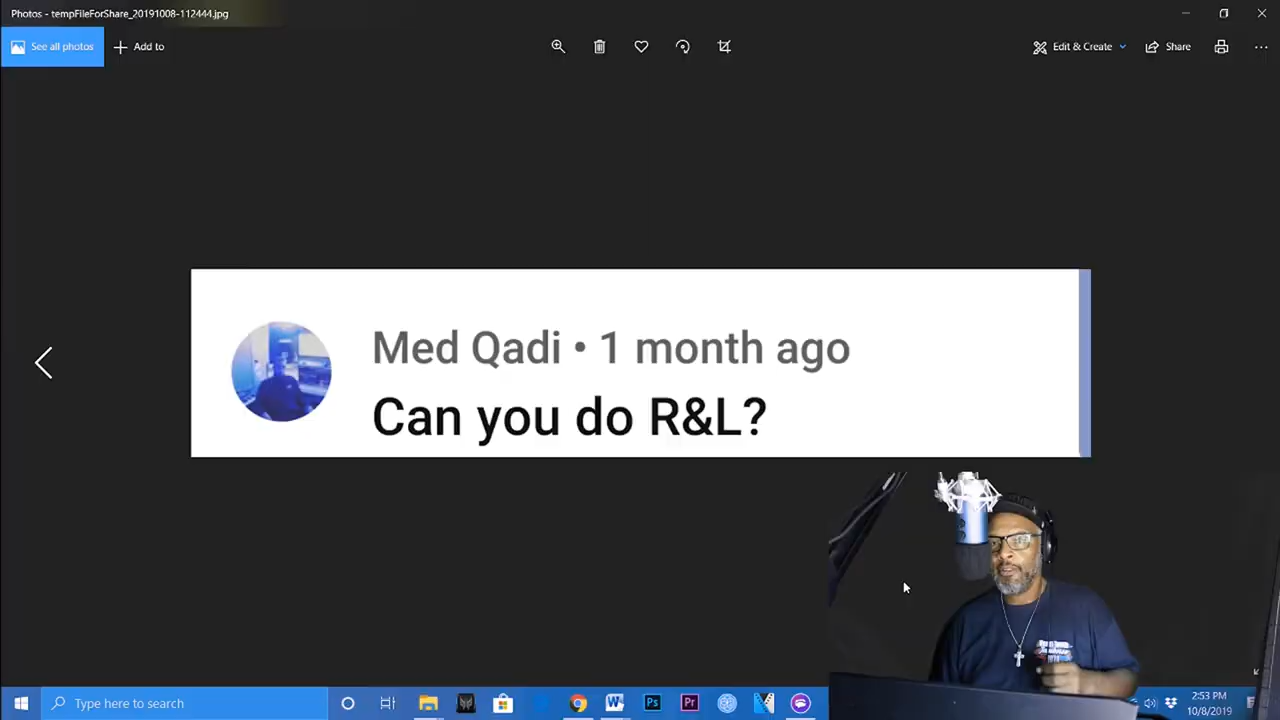 Photos - tempFileForShare_20191008-112444.jpg
See all photos
Add to
Edit & Create
Share
Med Qadi • 1 month ago
Can you do R&L?
Type here to search
2:53 PM
10/8/2019